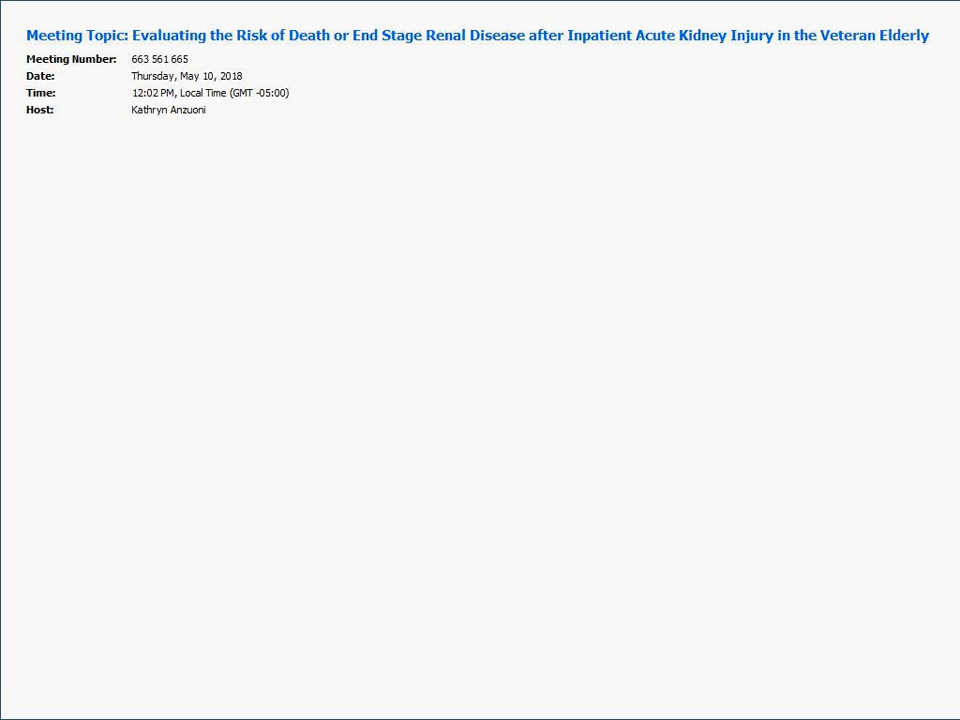 Meeting Topic: Evaluating the Risk of Death or End Stage Renal Disease after Inpatient Acute Kidney Injury in the Veteran Elderly
Meeting Number: 663 561 665
Date: Thursday, May 10, 2018
Time: 12:02 PM, Local Time (GMT -05:00)
Host: Kathryn Anzuoni